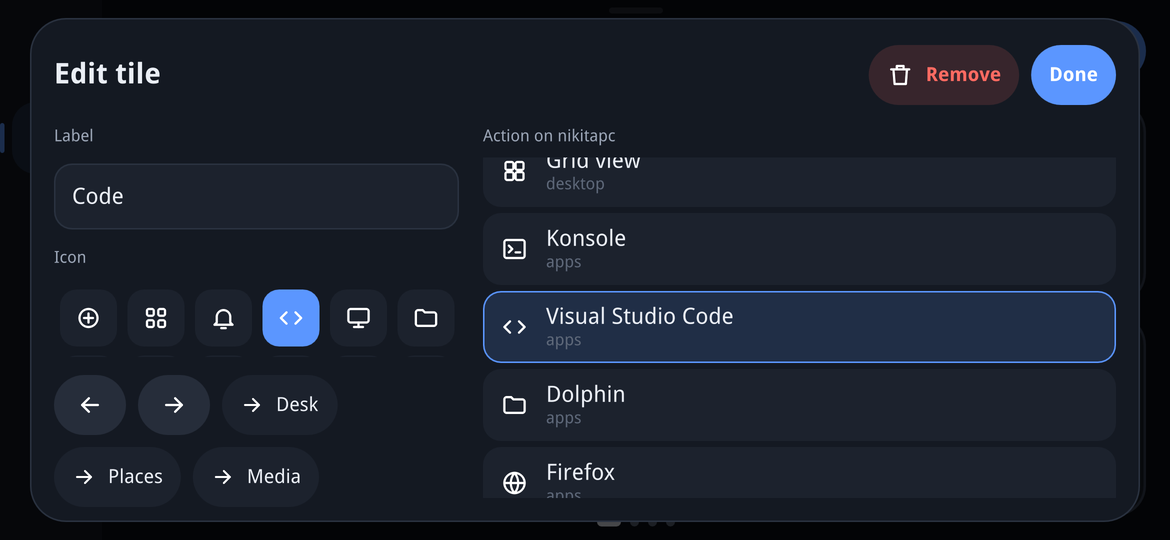 Edit tile
Remove
Done
Label
Code
Icon
Desk
Places
Media
Action on nikitapc
Grid view
desktop
Konsole
apps
Visual Studio Code
apps
Dolphin
apps
Firefox
apps